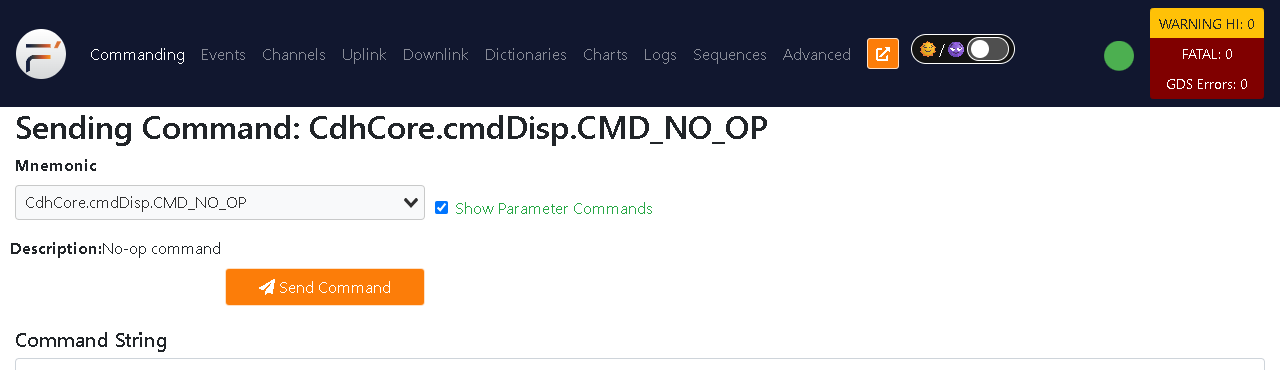 Commanding Events Channels Uplink Downlink Dictionaries Charts Logs Sequences Advanced /
WARNING HI: 0
FATAL: 0
GDS Errors: 0
Sending Command: CdhCore.cmdDisp.CMD_NO_OP
Mnemonic
CdhCore.cmdDisp.CMD_NO_OP
Show Parameter Commands
Description:No-op command
Send Command
Command String